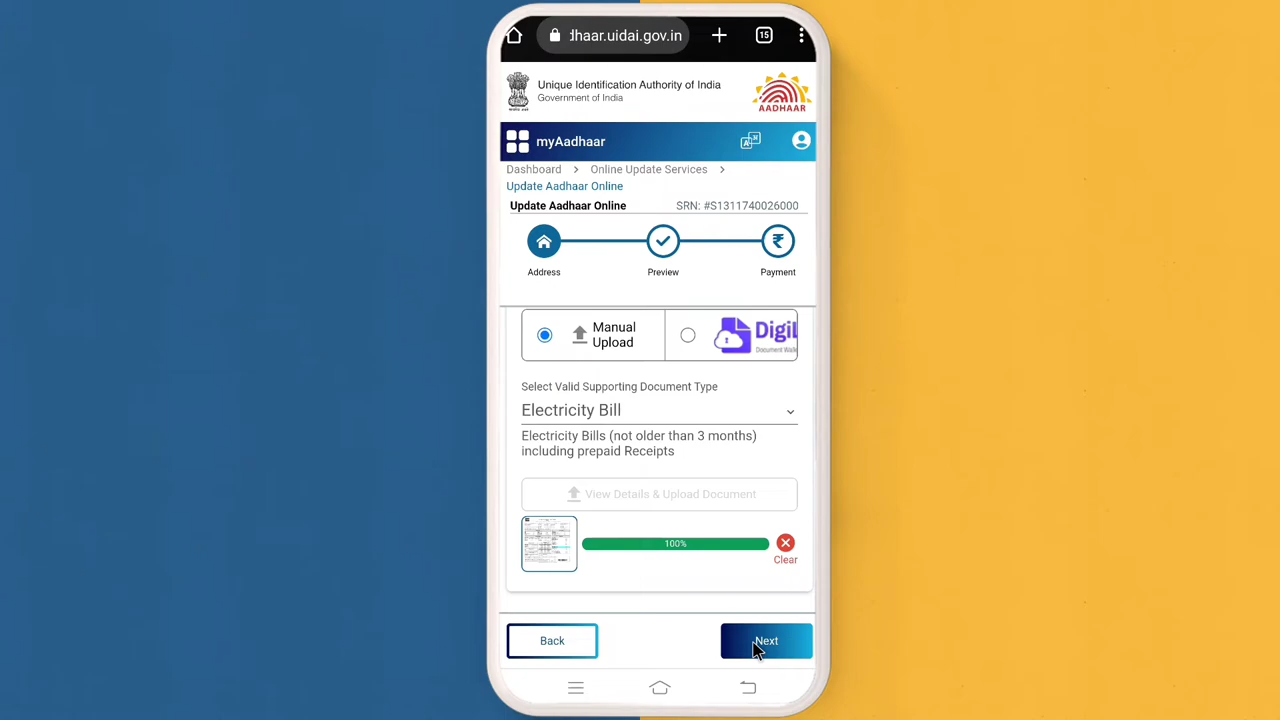 dhaar.uidai.gov.in
15
Unique Identification Authority of India
Government of India
AADHAAR
myAadhaar
Dashboard > Online Update Services >
Update Aadhaar Online
Update Aadhaar Online SRN: #S1311740026000
Address Preview Payment
Manual
Upload
Digil
Document Wall
Select Valid Supporting Document Type
Electricity Bill
Electricity Bills (not older than 3 months)
including prepaid Receipts
View Details & Upload Document
100%
Clear
Back Next